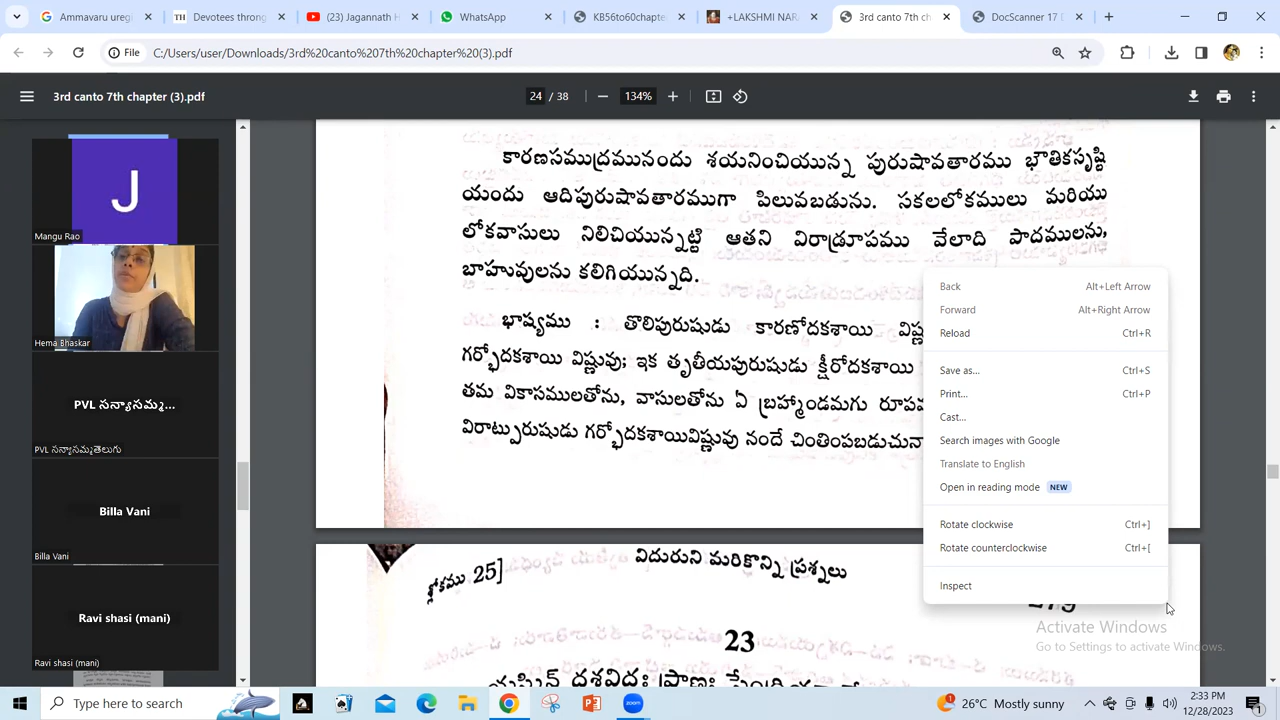 Ammavaru ureg
Devotees throng
(23) Jagannath H
WhatsApp
KB56to60chapte
+LAKSHMI NAR
3rd canto 7th ch
DocScanner 17 D
File
C:/Users/user/Downloads/3rd%20canto%207th%20chapter%20(3).pdf
3rd canto 7th chapter (3).pdf
24 / 38
134%
J
Mangu Rao
Hema Bhaskar
PVL సన్యాసమ్మ...
PVL సన్యాసమ్మతెలుగు
Billa Vani
Billa Vani
Ravi shasi (mani)
Ravi shasi (mani)
కారణసముద్రమునందు శయనించియున్న పురుషావతారము భౌతికసృష్టి
యందు ఆదిపురుషావతారముగా పిలువబడును. సకలలోకములు మరియు
లోకవాసులు నిలిచియున్నట్టి ఆతని విరాడ్రూపము వేలాది పాదములను,
బాహువులను కలిగియున్నది.
భాష్యము : తొలిపురుషుడు కారణోదకశాయి
గర్భోదకశాయి విష్ణువు; ఇక తృతీయపురుషుడు క్షీరోదకశాయి
తమ వికాసములతోను, వాసులతోను ఏ బ్రహ్మాండమగు
విరాట్పురుషుడు గర్భోదకశాయివిష్ణువు నందే
Back Alt+Left Arrow
Forward Alt+Right Arrow
Reload Ctrl+R
Save as... Ctrl+S
Print... Ctrl+P
Cast...
Search images with Google
Translate to English
Open in reading mode NEW
Rotate clockwise Ctrl+]
Rotate counterclockwise Ctrl+[
Inspect
శ్లోకము 25]
విదురుని మరికొన్ని ప్రశ్నలు
23
యస్మిన్ దశవిధః ప్రాణః
Activate Windows
Go to Settings to activate Windows.
Type here to search
zoom
26°C Mostly sunny
2:33 PM
12/28/2023